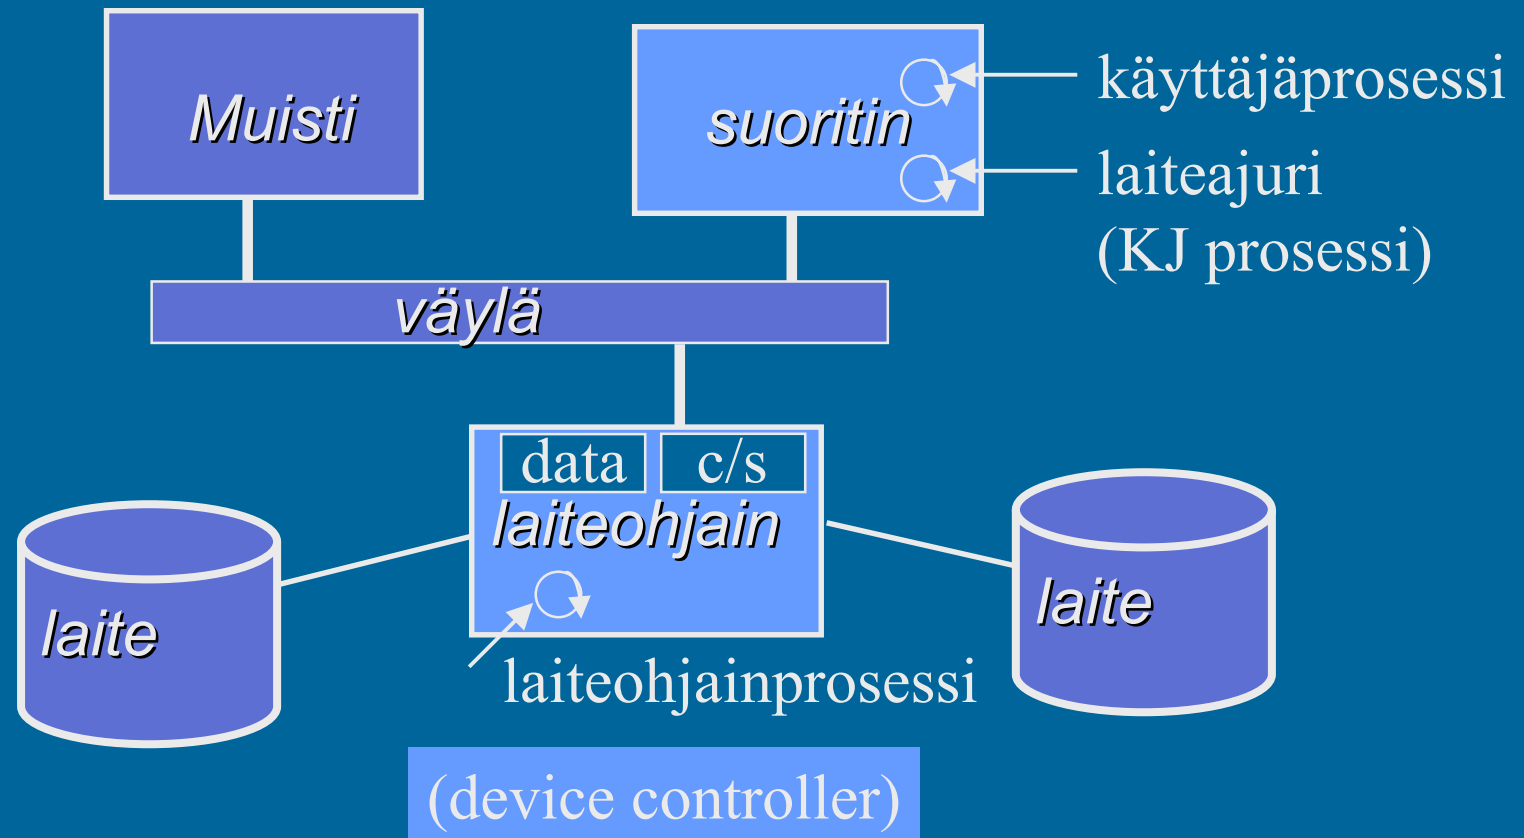 Muisti
suoritin
käyttäjäprosessi
laiteajuri
(KJ prosessi)
väylä
data
c/s
laiteohjain
laite
laite
laiteohjainprosessi
(device controller)